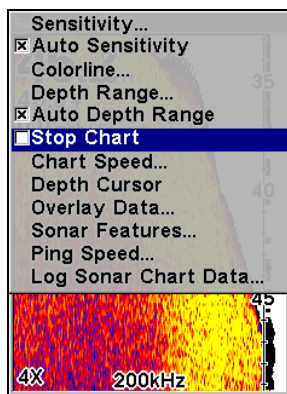 Sensitivity...
Auto Sensitivity
Colorline...
35
Depth Range...
Auto Depth Range
Stop Chart
Chart Speed...
Depth Cursor
40
Overlay Data...
Sonar Features...
Ping Speed...
Log Sonar Chart Data...
45
4X 200kHz